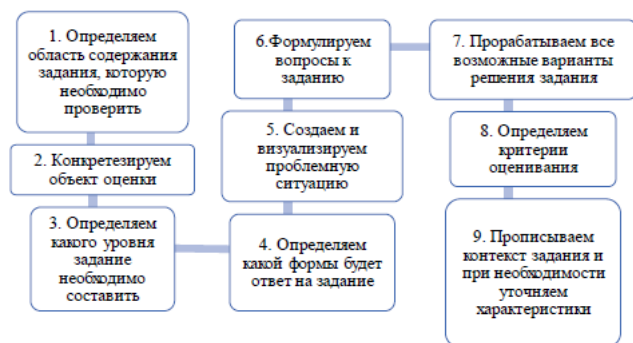 1. Определяем
область содержания
задания, которую
необходимо
проверить
2. Конкретезируем
объект оценки
3. Определяем
какого уровня
задание
необходимо
составить
4. Определяем
какой формы будет
ответ на задание
5. Создаем и
визуализируем
проблемную
ситуацию
6.Формулируем
вопросы к
заданию
7. Прорабатываем все
возможные варианты
решения задания
8. Определяем
критерии
оценивания
9. Прописываем
контекст задания и
при необходимости
уточняем
характеристики